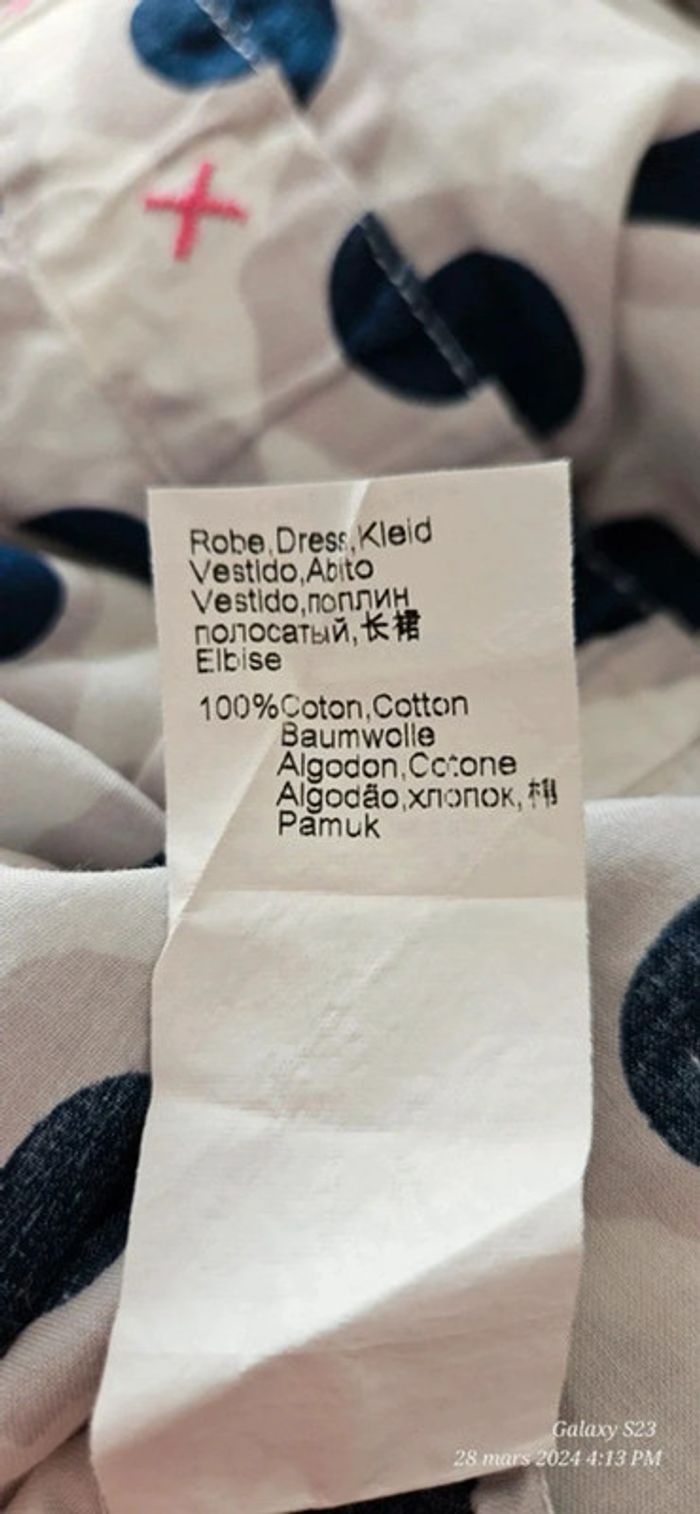 Robe,Dress,Kleid
Vestido,Abito
Vestido,поплин
полосатый,长裙
Elbise
100%Coton,Cotton
Baumwolle
Algodon,Cotone
Algodão,хлопок,棉
Pamuk
Galaxy S23
28 mars 2024 4:13 PM